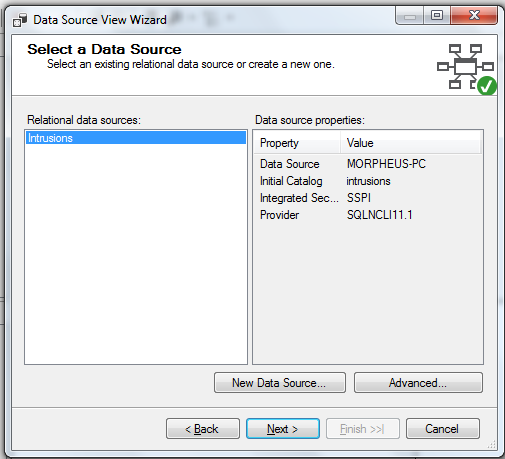 Data Source View Wizard
Select a Data Source
Select an existing relational data source or create a new one.
Relational data sources:
Intrusions
Data source properties:
Property Value
Data Source MORPHEUS-PC
Initial Catalog intrusions
Integrated Sec... SSPI
Provider SQLNCLI11.1
New Data Source...
Advanced...
< Back
Next >
Finish >>|
Cancel